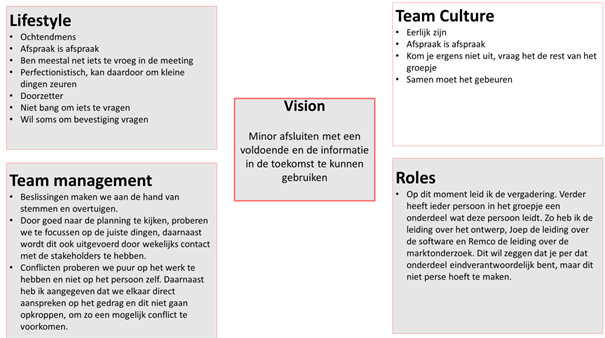 Lifestyle
• Ochtendmens
• Afspraak is afspraak
• Ben meestal net iets te vroeg in de meeting
• Perfectionistisch, kan daardoor om kleine
dingen zeuren
• Doorzetter
• Niet bang om iets te vragen
• Wil soms om bevestiging vragen
Team Culture
• Eerlijk zijn
• Afspraak is afspraak
• Kom je ergens niet uit, vraag het de rest van het
groepje
• Samen moet het gebeuren
Vision
Minor afsluiten met een
voldoende en de informatie
in de toekomst te kunnen
gebruiken
Team management
• Beslissingen maken we aan de hand van
stemmen en overtuigen.
• Door goed naar de planning te kijken, proberen
we te focussen op de juiste dingen, daarnaast
wordt dit ook uitgevoerd door wekelijks contact
met de stakeholders te hebben.
• Conflicten proberen we puur op het werk te
hebben en niet op het persoon zelf. Daarnaast
heb ik aangegeven dat we elkaar direct
aanspreken op het gedrag en dit niet gaan
opkroppen, om zo een mogelijk conflict te
voorkomen.
Roles
• Op dit moment leid ik de vergadering. Verder
heeft ieder persoon in het groepje een
onderdeel wat deze persoon leidt. Zo heb ik de
leiding over het ontwerp, Joep de leiding over
de software en Remco de leiding over de
marktonderzoek. Dit wil zeggen dat je per dat
onderdeel eindverantwoordelijk bent, maar dit
niet perse hoeft te maken.